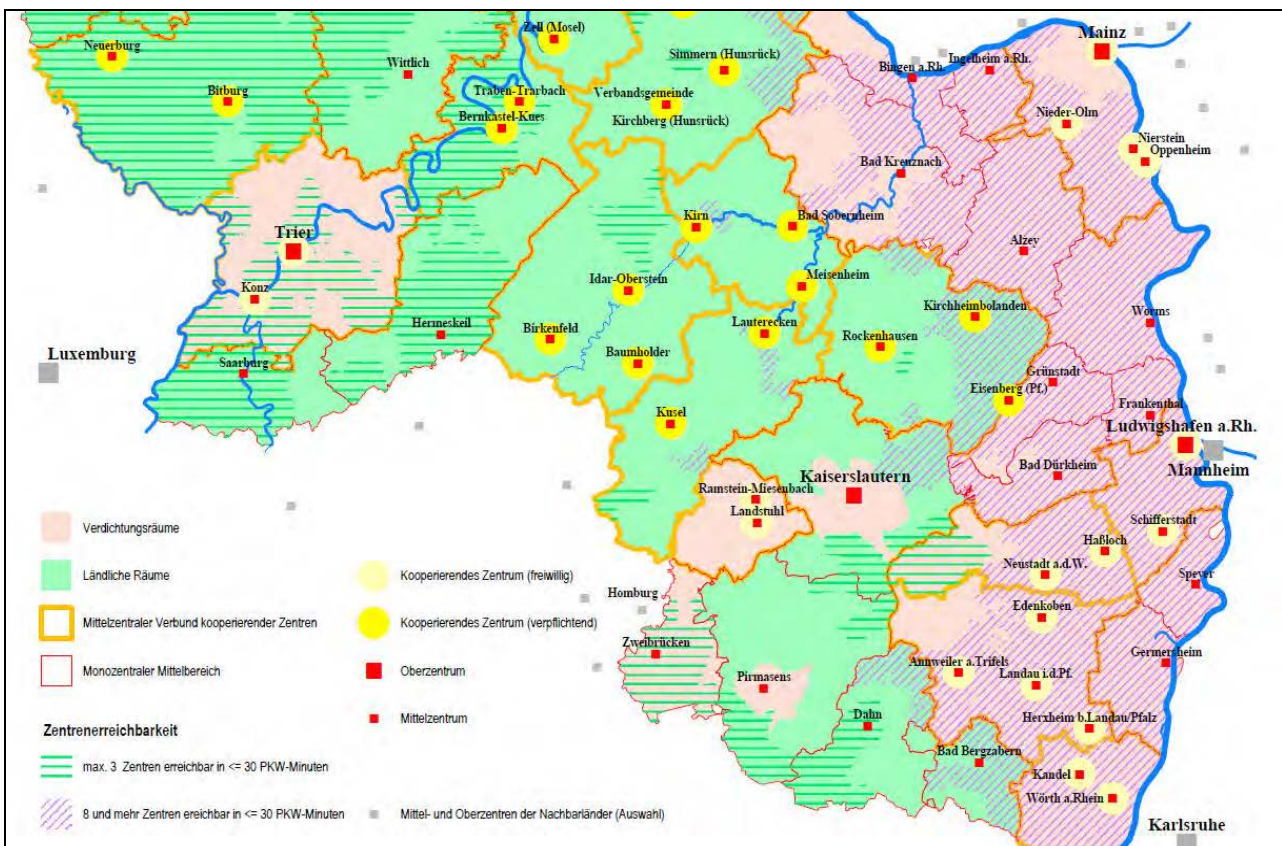 Zell (Mosel)
Mainz
Neuerburg
Wittlich
Simmern (Hunsrück)
Bingen a.Rh.
Ingelheim a.Rh.
Bitburg
Traben-Trarbach
Verbandsgemeinde
Kirchberg (Hunsrück)
Bernkastel-Kues
Nieder-Olm
Nierstein
Oppenheim
Bad Kreuznach
Trier
Kirn
Bad Sobernheim
Alzey
Konz
Idar-Oberstein
Meisenheim
Kirchheimbolanden
Hermeskeil
Birkenfeld
Lauterecken
Rockenhausen
Worms
Luxemburg
Saarburg
Baumholder
Grünstadt
Eisenberg (Pf.)
Frankenthal
Kusel
Ludwigshafen a.Rh.
Mannheim
Kaiserslautern
Bad Dürkheim
Ramstein-Miesenbach
Landstuhl
Schifferstadt
Haßloch
Neustadt a.d.W.
Speyer
Homburg
Edenkoben
Zweibrücken
Pirmasens
Annweiler a.Trifels
Landau i.d.Pf.
Germersheim
Dahn
Herxheim b.Landau/Pfalz
Bad Bergzabern
Kandel
Wörth a.Rhein
Karlsruhe
Verdichtungsräume
Ländliche Räume
Mittelzentraler Verbund kooperierender Zentren
Monozentraler Mittelbereich
Kooperierendes Zentrum (freiwillig)
Kooperierendes Zentrum (verpflichtend)
Oberzentrum
Mittelzentrum
Zentrenerreichbarkeit
max. 3 Zentren erreichbar in <= 30 PKW-Minuten
8 und mehr Zentren erreichbar in <= 30 PKW-Minuten
Mittel- und Oberzentren der Nachbarländer (Auswahl)